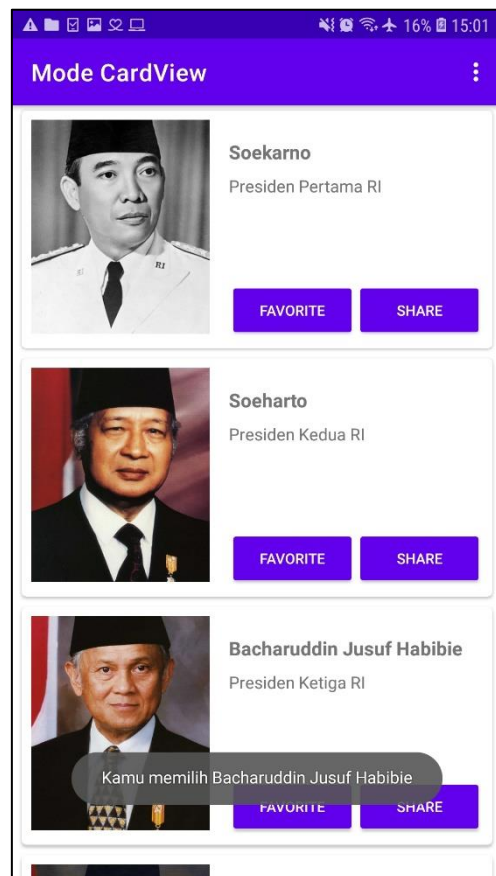 16% 15:01
Mode CardView
Soekarno
Presiden Pertama RI
RI
FAVORITE SHARE
Soeharto
Presiden Kedua RI
FAVORITE SHARE
Bacharuddin Jusuf Habibie
Presiden Ketiga RI
Kamu memilih Bacharuddin Jusuf Habibie
FAVORITE SHARE